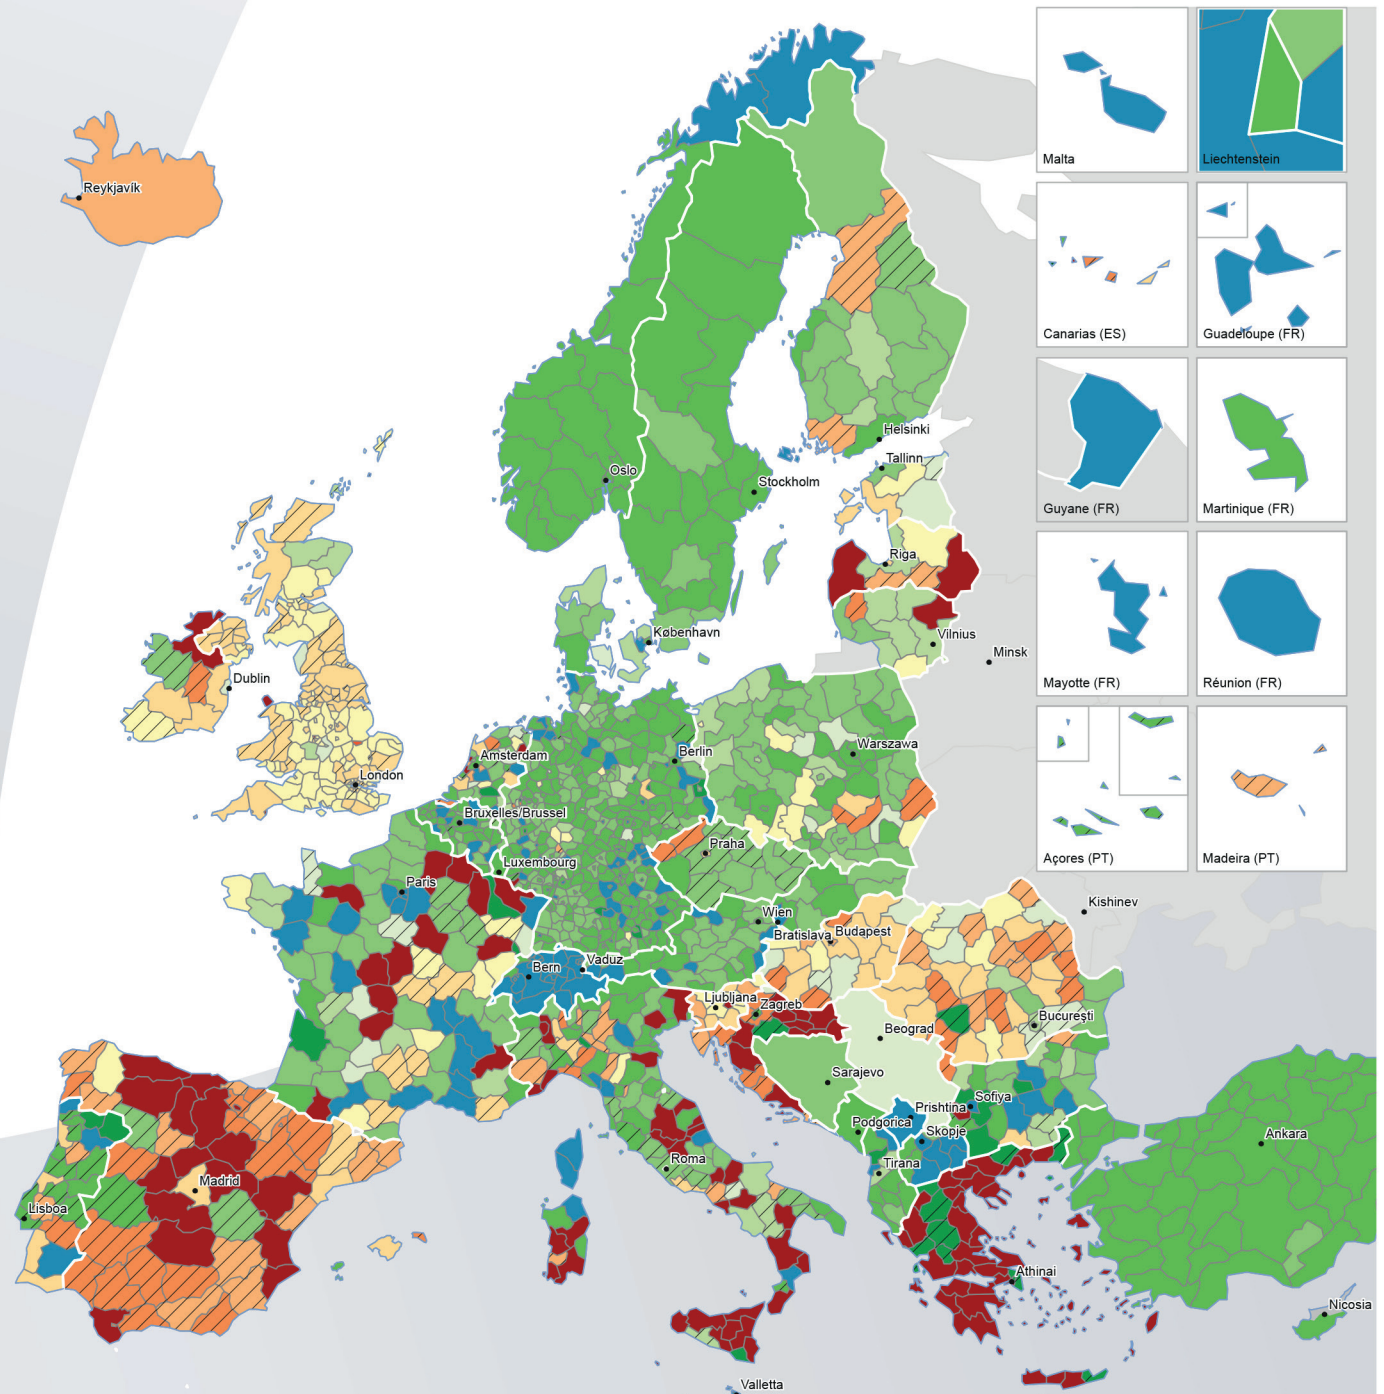 Malta
Liechtenstein
Reykjavík
Canarias (ES)
Guadeloupe (FR)
Helsinki
Tallinn
Oslo
Stockholm
Guyane (FR)
Martinique (FR)
Riga
København
Vilnius
Minsk
Dublin
Mayotte (FR)
Réunion (FR)
Amsterdam
Berlin
Warszawa
London
Bruxelles/Brussel
Praha
Luxembourg
Açores (PT)
Madeira (PT)
Paris
Kishinev
Wien
Bratislava
Budapest
Vaduz
Bern
Ljubljana
Zagreb
Bucureşti
Beograd
Sarajevo
Sofiya
Prishtina
Podgorica
Skopje
Ankara
Roma
Tirana
Madrid
Lisboa
Athinai
Nicosia
Valletta